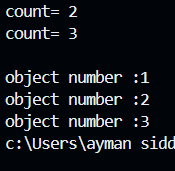 count= 2
count= 3
object number :1
object number :2
object number :3
c:\Users\ayman sidd